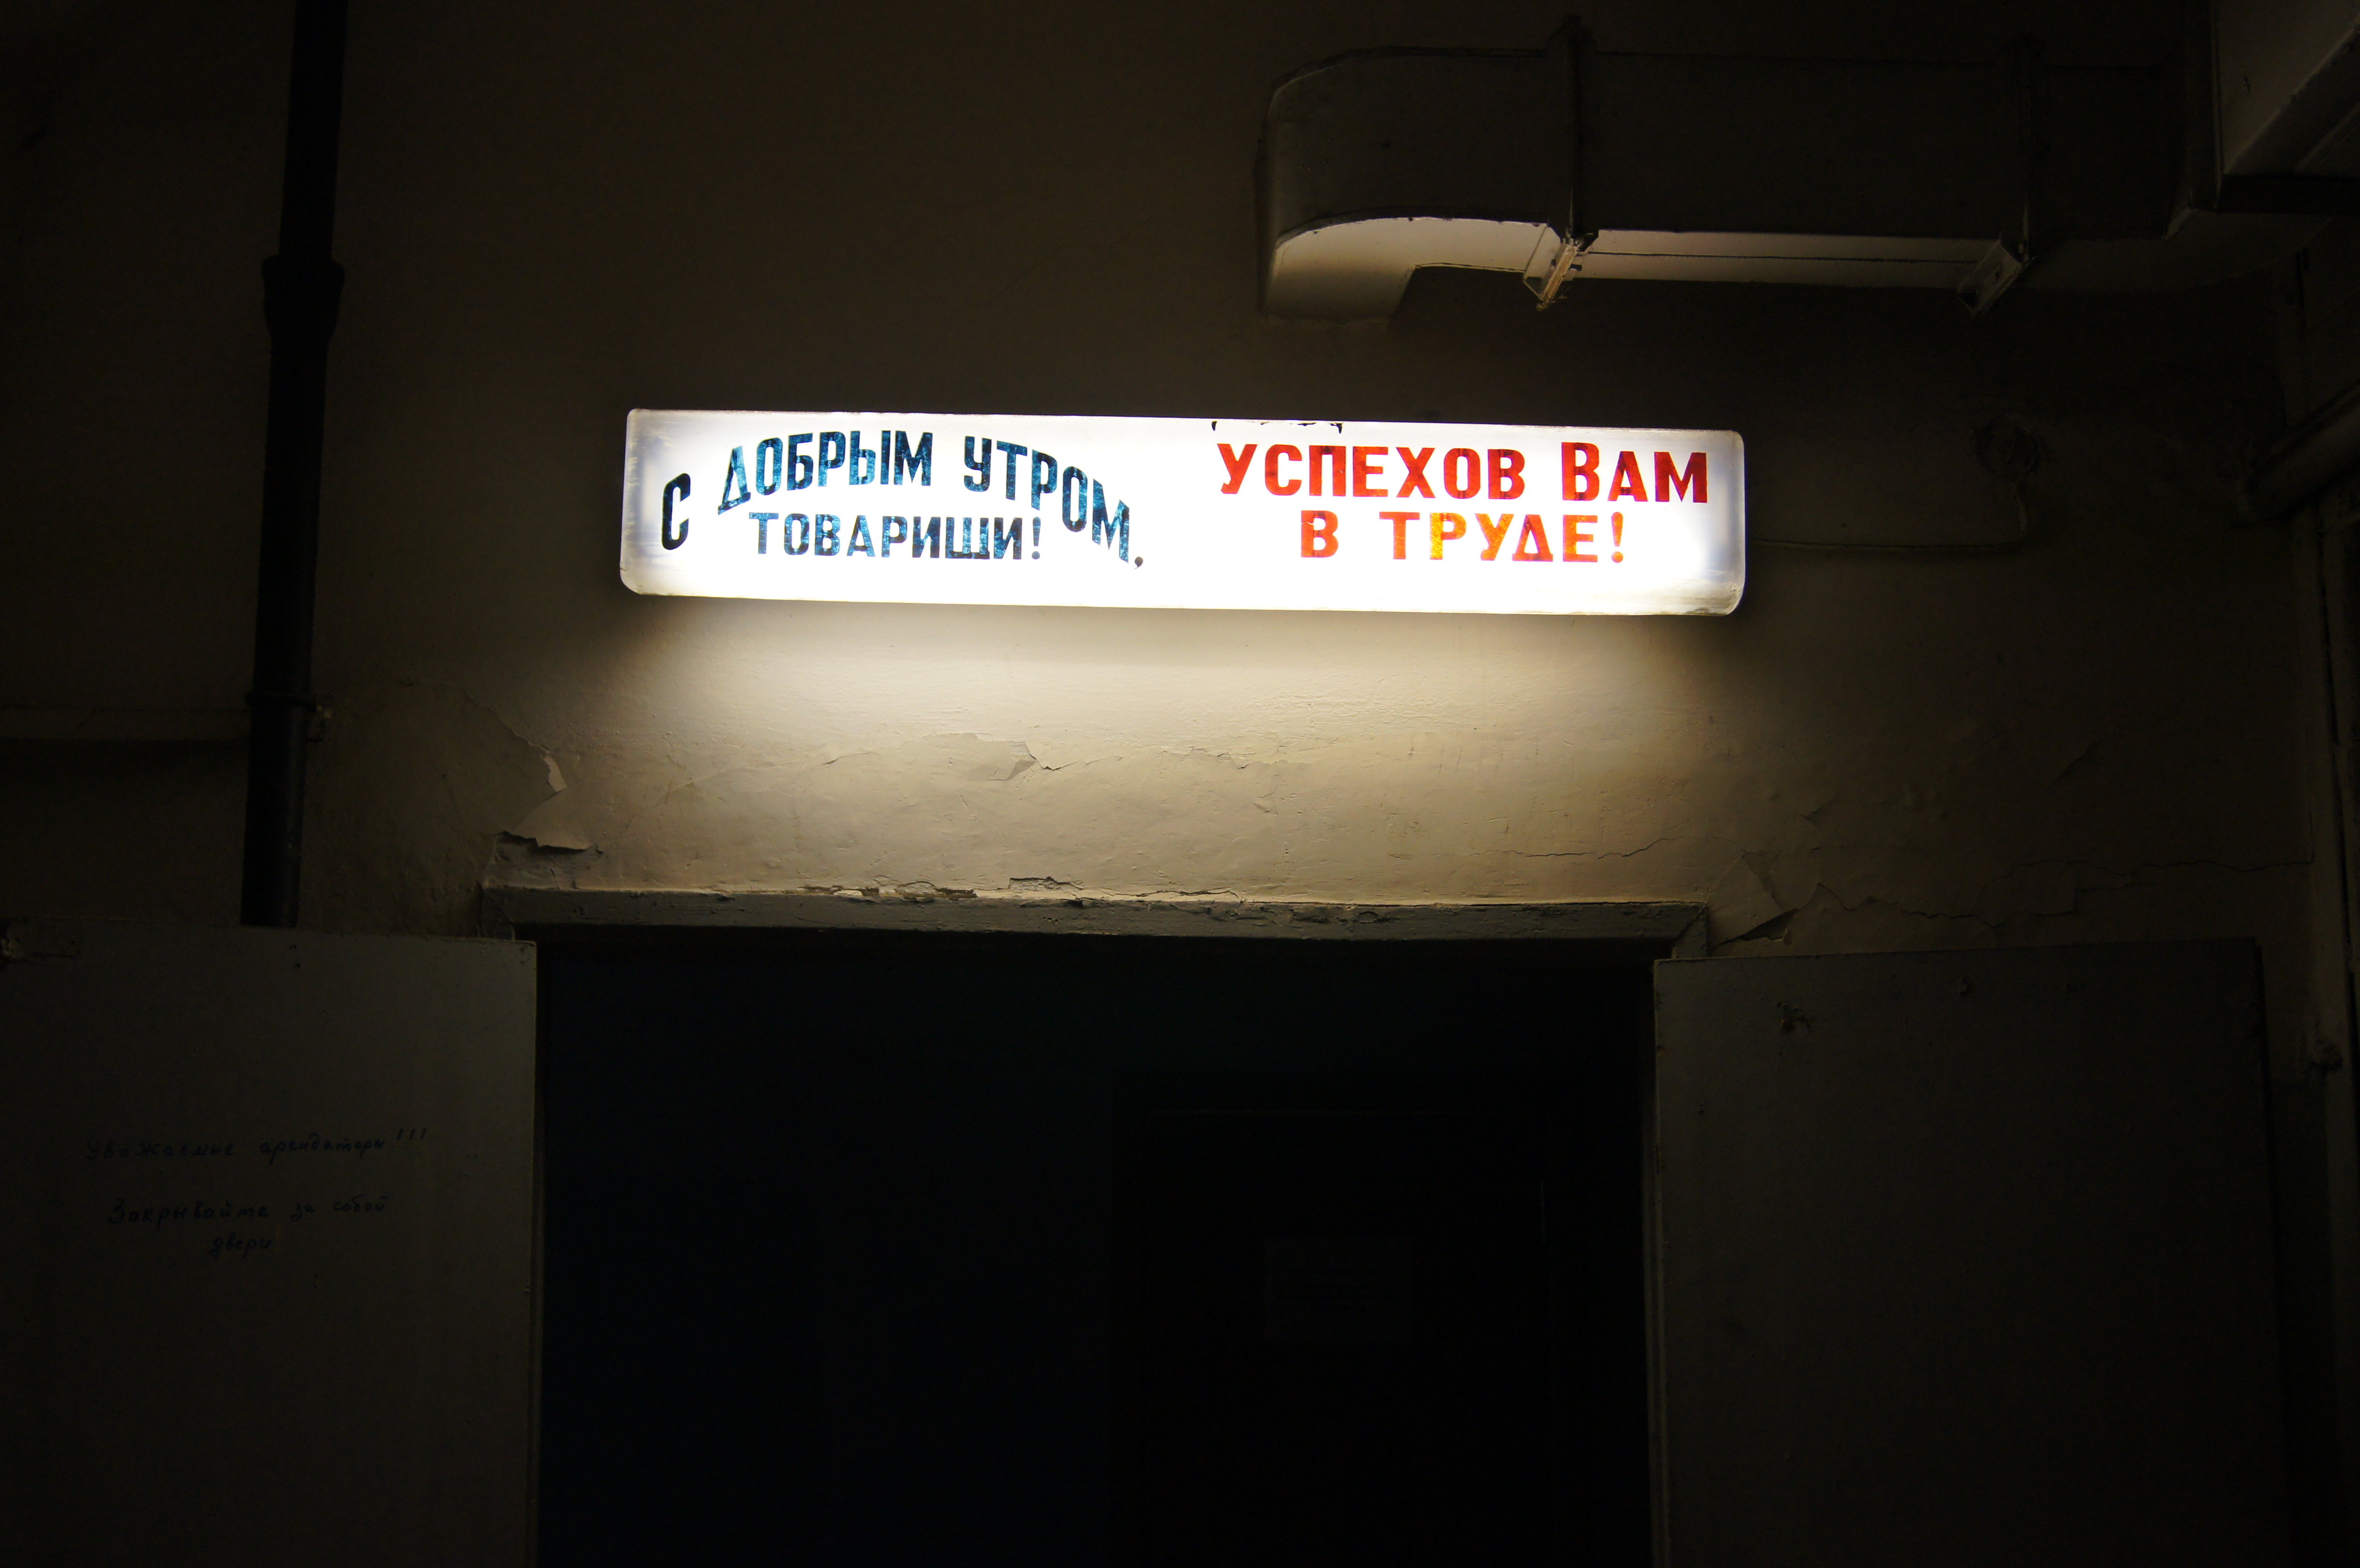 С ДОБРЫМ УТРОМ,
ТОВАРИЩИ!
УСПЕХОВ ВАМ
В ТРУДЕ!
Уважаемые арендаторы!!!
Закрывайте за собой
двери